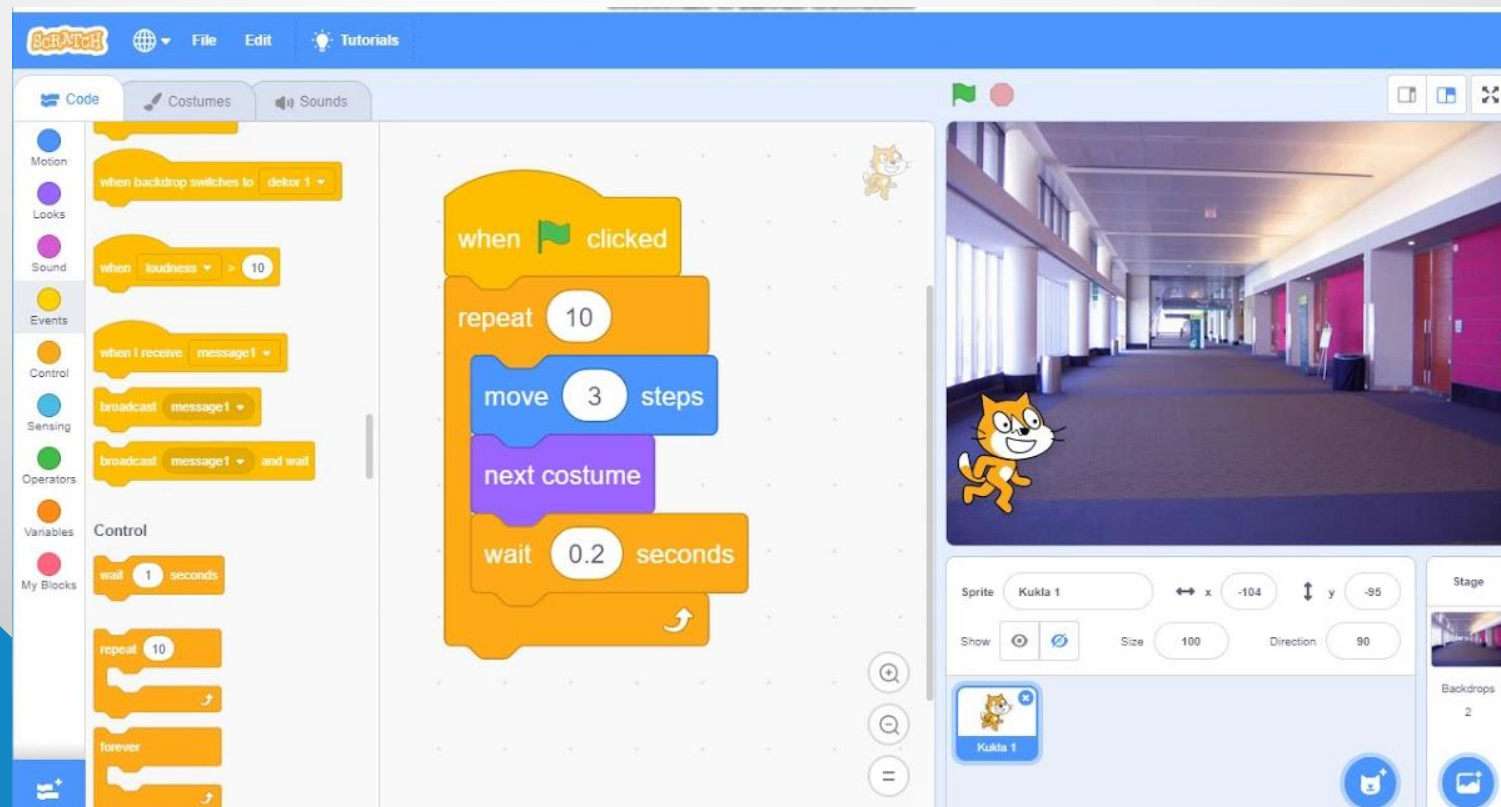 SCRATCH File Edit Tutorials
Code Costumes Sounds
Motion
Looks
Sound
Events
Control
Sensing
Operators
Variables
My Blocks
when backdrop switches to dekor 1
when loudness > 10
when I receive message1
broadcast message1
broadcast message1 and wait
Control
wait 1 seconds
repeat 10
forever
when clicked
repeat 10
move 3 steps
next costume
wait 0.2 seconds
Sprite Kukla 1 x -104 y -95
Show Size 100 Direction 90
Kukla 1
Stage
Backdrops
2